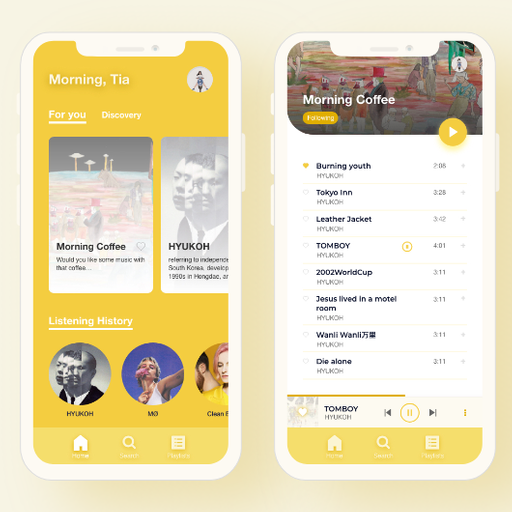 Morning, Tia
For you
Discovery
Morning Coffee
Would you like some music with
that coffee...
HYUKOH
referring to independe
South Korea, develop
1990s in Hengdae, an
Listening History
HYUKOH
MØ
Clean B
Home
Search
Playlists
Morning Coffee
Following
Burning youth
HYUKOH
2:08
Tokyo Inn
HYUKOH
3:28
Leather Jacket
HYUKOH
3:42
TOMBOY
HYUKOH
4:01
2002WorldCup
HYUKOH
3:11
Jesus lived in a motel
room
HYUKOH
3:11
Wanli Wanli万里
HYUKOH
3:11
Die alone
HYUKOH
3:11
TOMBOY
HYUKOH
Home
Search
Playlists